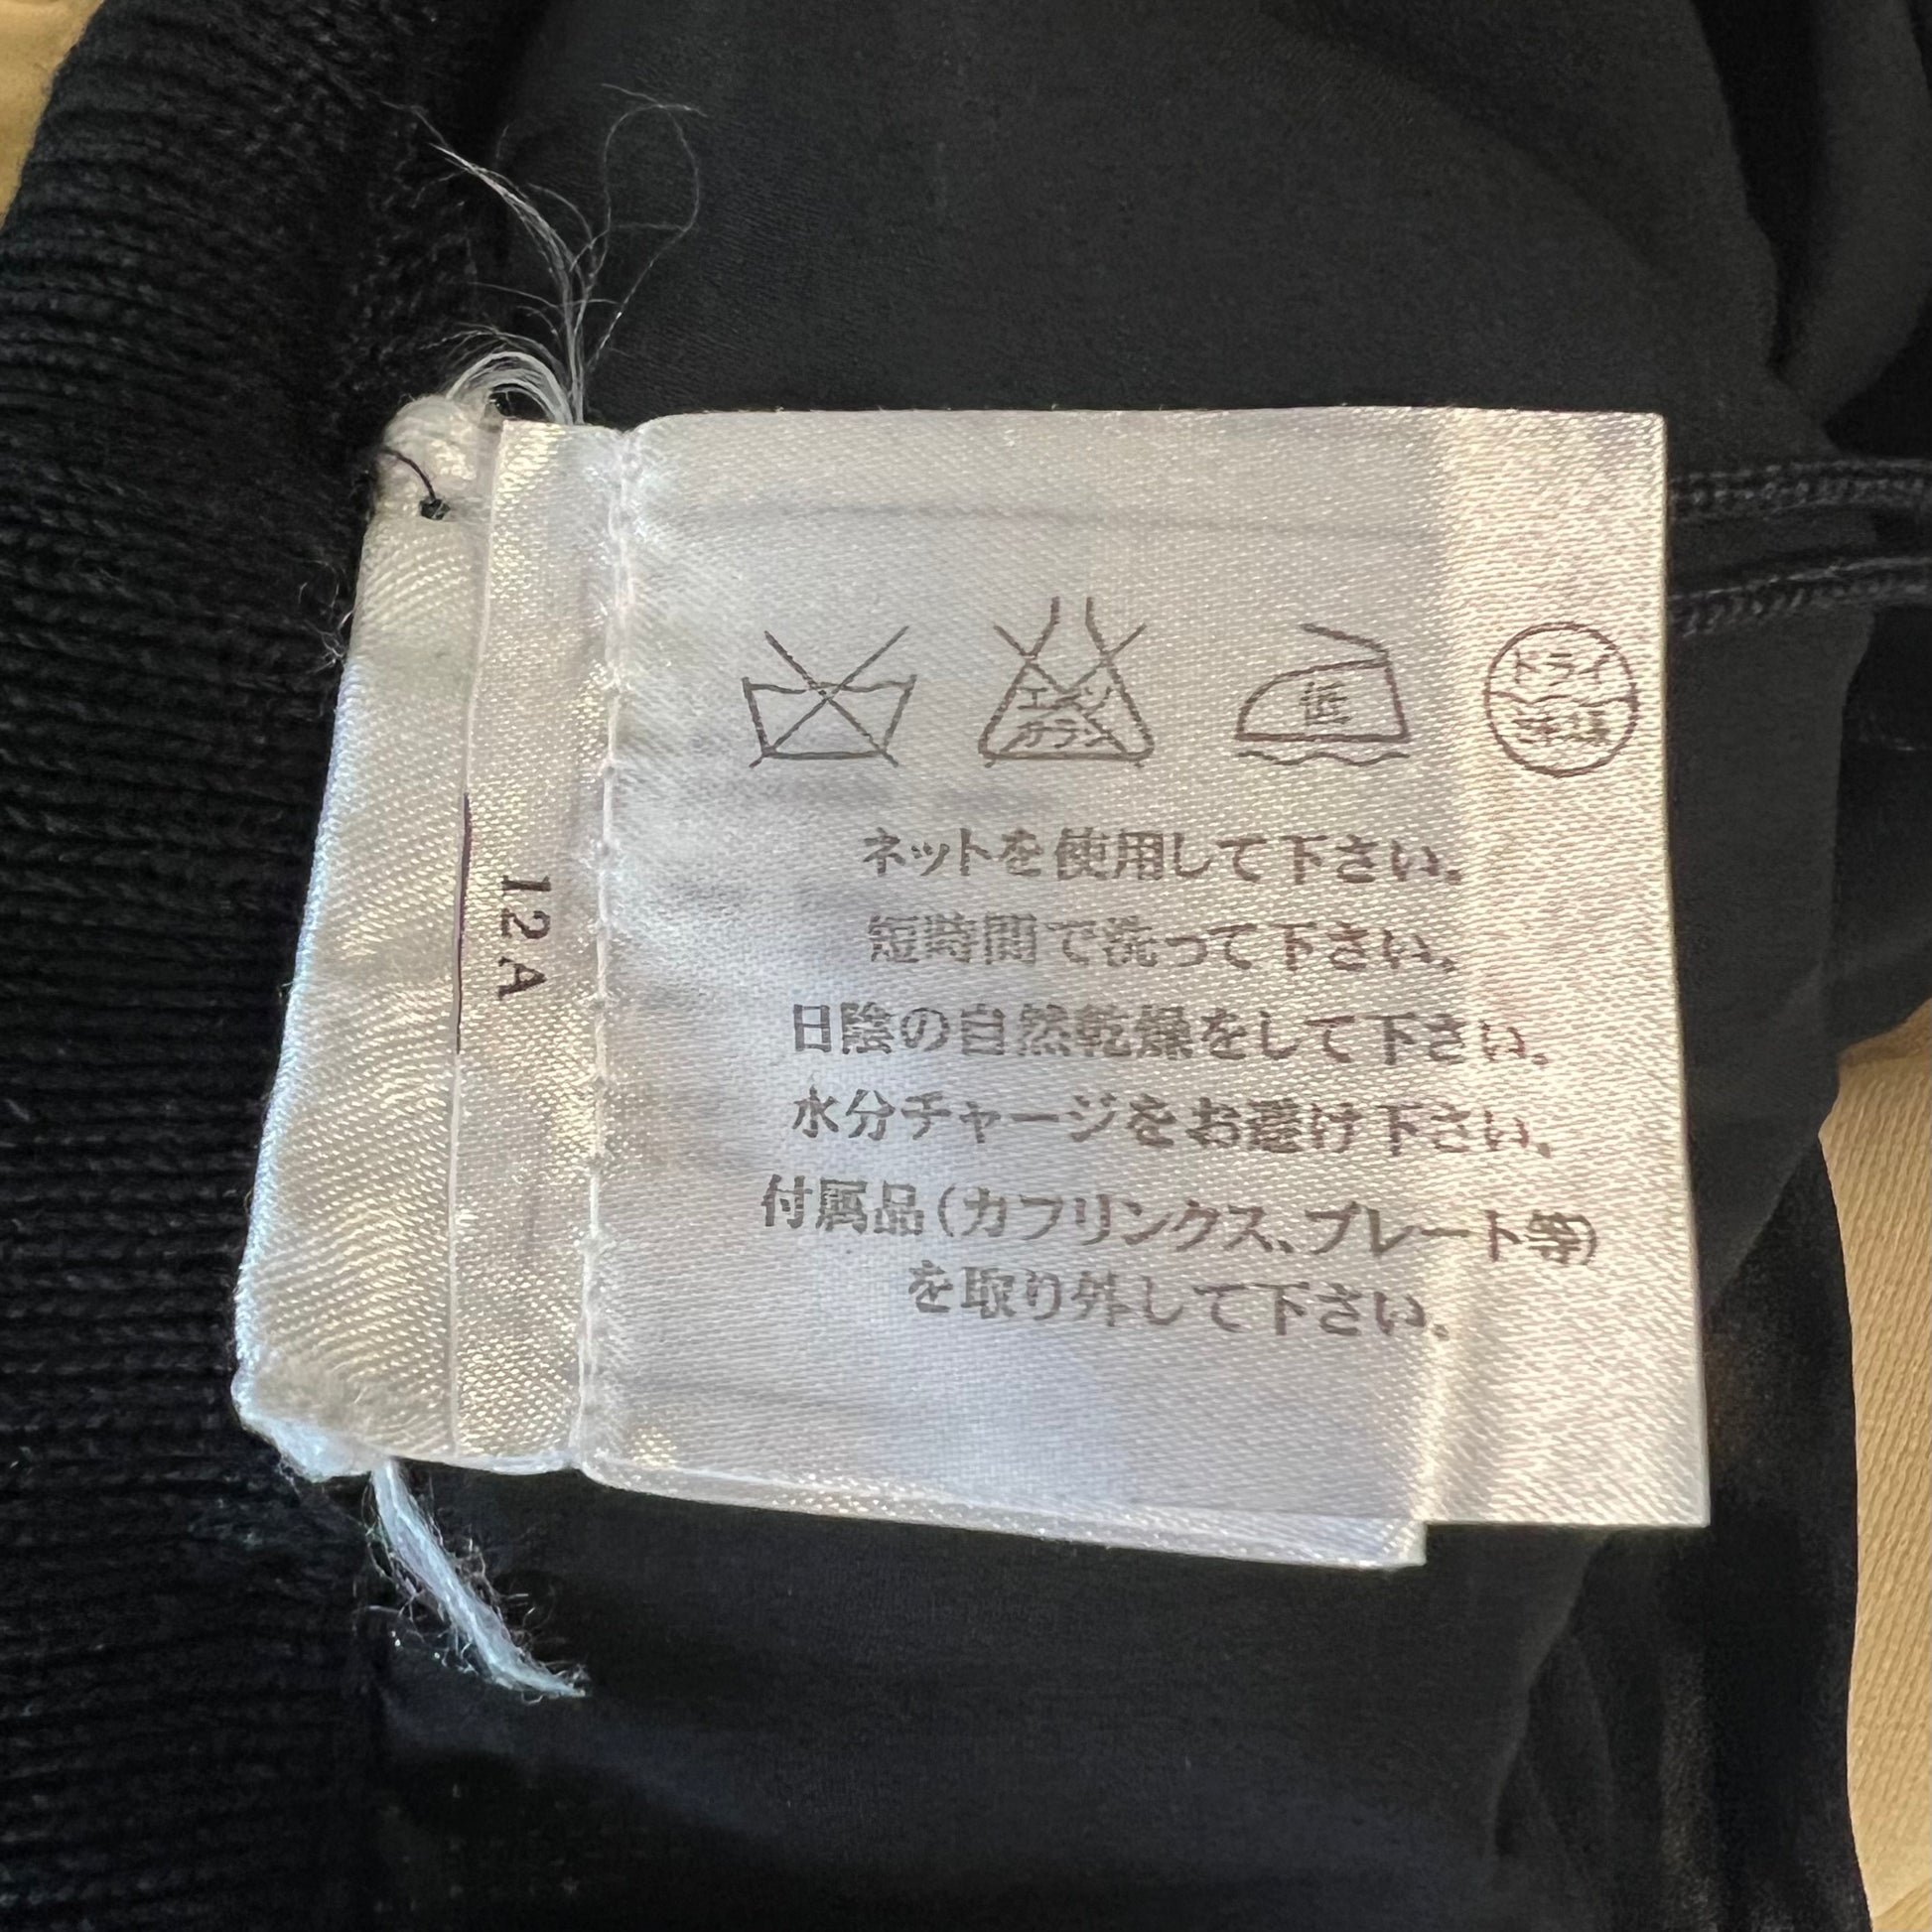 エンソ
カラシ
低
ドライ
ネットを使用して下さい。
短時間で洗って下さい。
日陰の自然乾燥をして下さい。
水分チャージをお避け下さい。
付属品(カフリンクス、プレート等)
を取り外して下さい。
12A